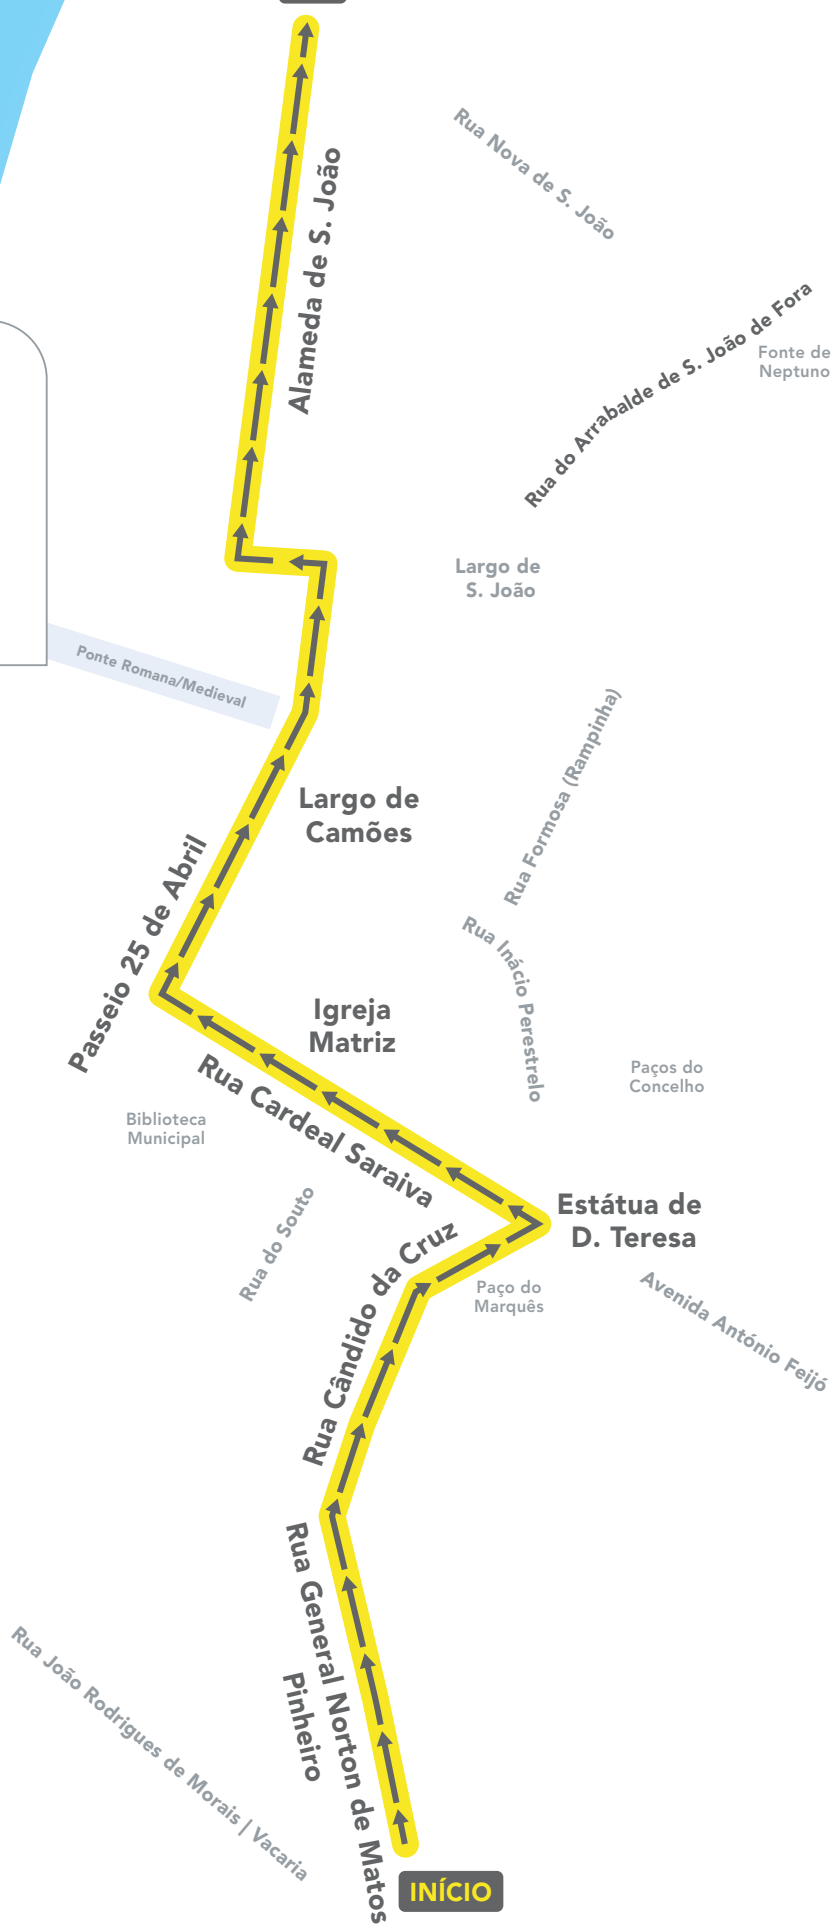 Rua Nova de S. João
Alameda de S. João
Rua do Arrabalde de S. João de Fora
Fonte de
Neptuno
Largo de
S. João
Ponte Romana/Medieval
Rua Formosa (Rampinha)
Largo de
Camões
Passeio 25 de Abril
Rua Inácio Perestrelo
Igreja
Matriz
Paços do
Concelho
Rua Cardeal Saraiva
Biblioteca
Municipal
Estátua de
D. Teresa
Rua do Souto
Rua Cândido da Cruz
Paço do
Marquês
Avenida António Feijó
Rua General Norton de Matos
Pinheiro
Rua João Rodrigues de Morais | Vacaria
INÍCIO